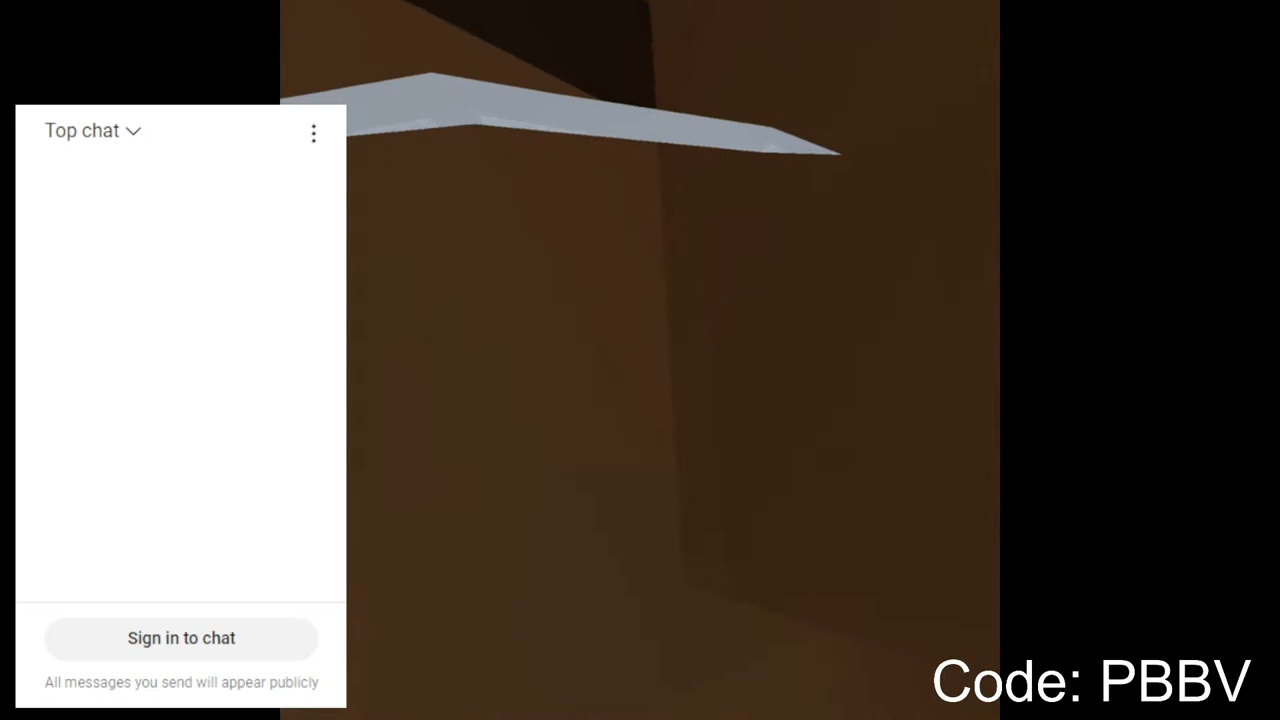 Top chat
Sign in to chat
All messages you send will appear publicly
Code: PBBV